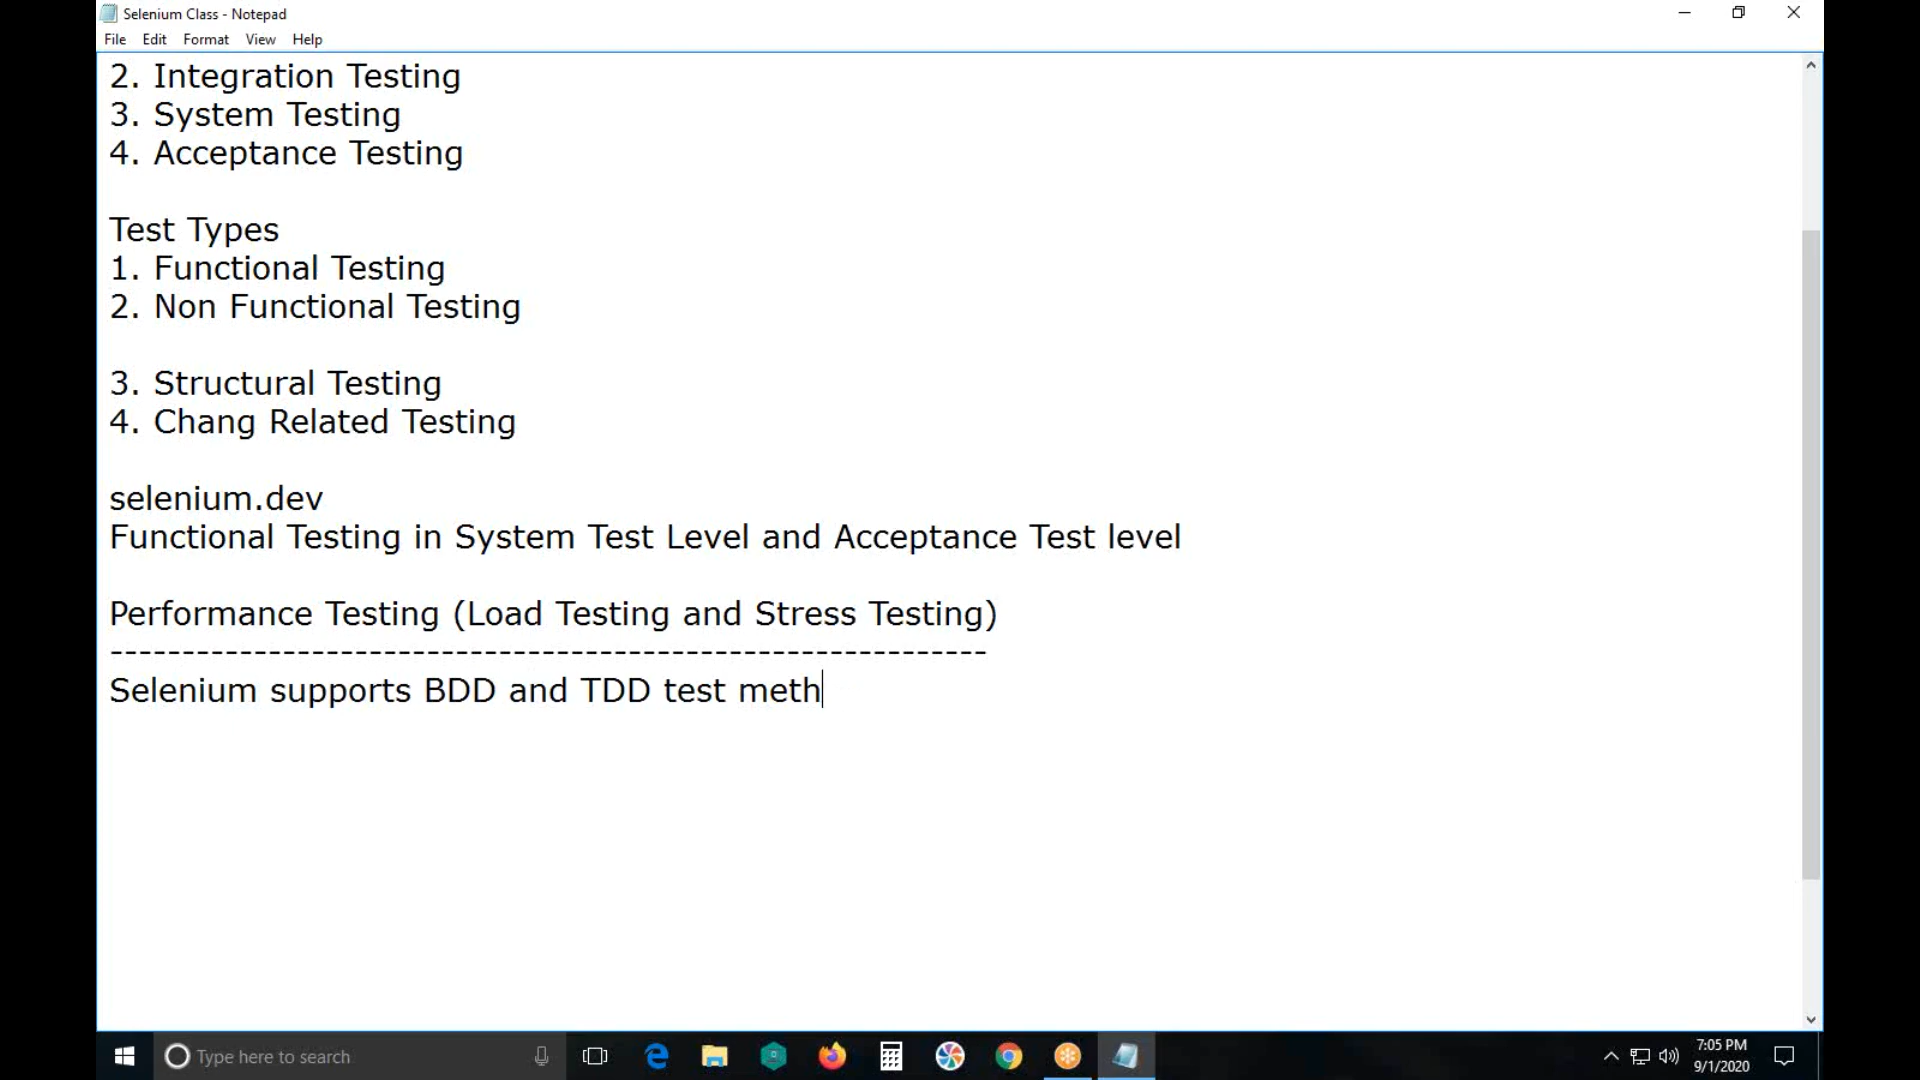 Selenium Class - Notepad
File Edit Format View Help
2. Integration Testing
3. System Testing
4. Acceptance Testing
Test Types
1. Functional Testing
2. Non Functional Testing
3. Structural Testing
4. Chang Related Testing
selenium.dev
Functional Testing in System Test Level and Acceptance Test level
Performance Testing (Load Testing and Stress Testing)
-------------------------------------------------------------
Selenium supports BDD and TDD test meth
Type here to search
7:05 PM
9/1/2020